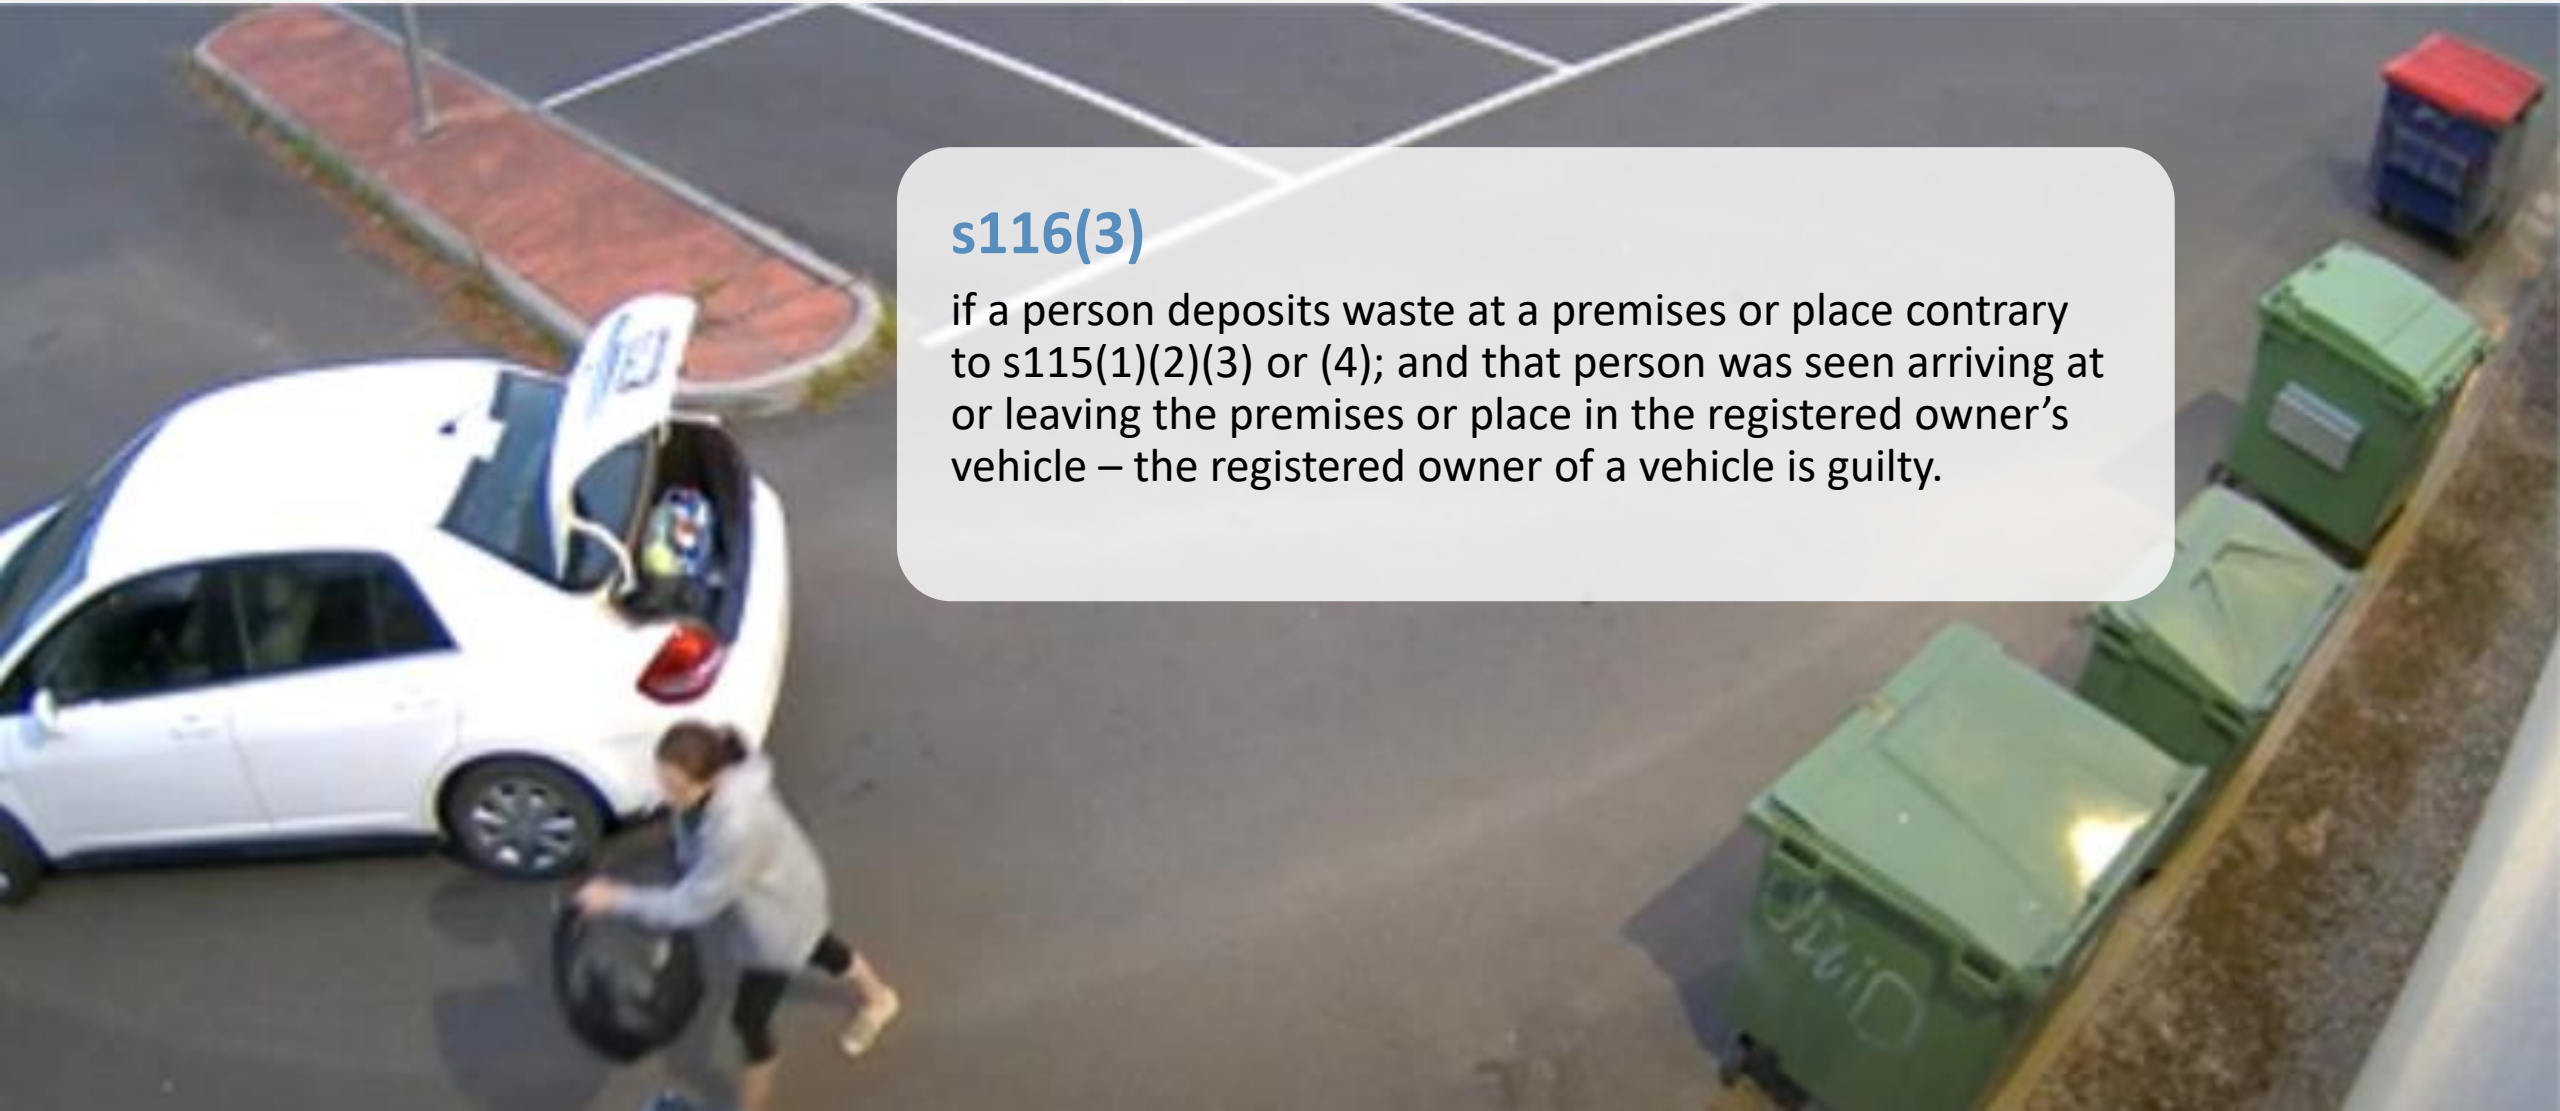 s116(3)
if a person deposits waste at a premises or place contrary
to s115(1)(2)(3) or (4); and that person was seen arriving at
or leaving the premises or place in the registered owner’s
vehicle – the registered owner of a vehicle is guilty.